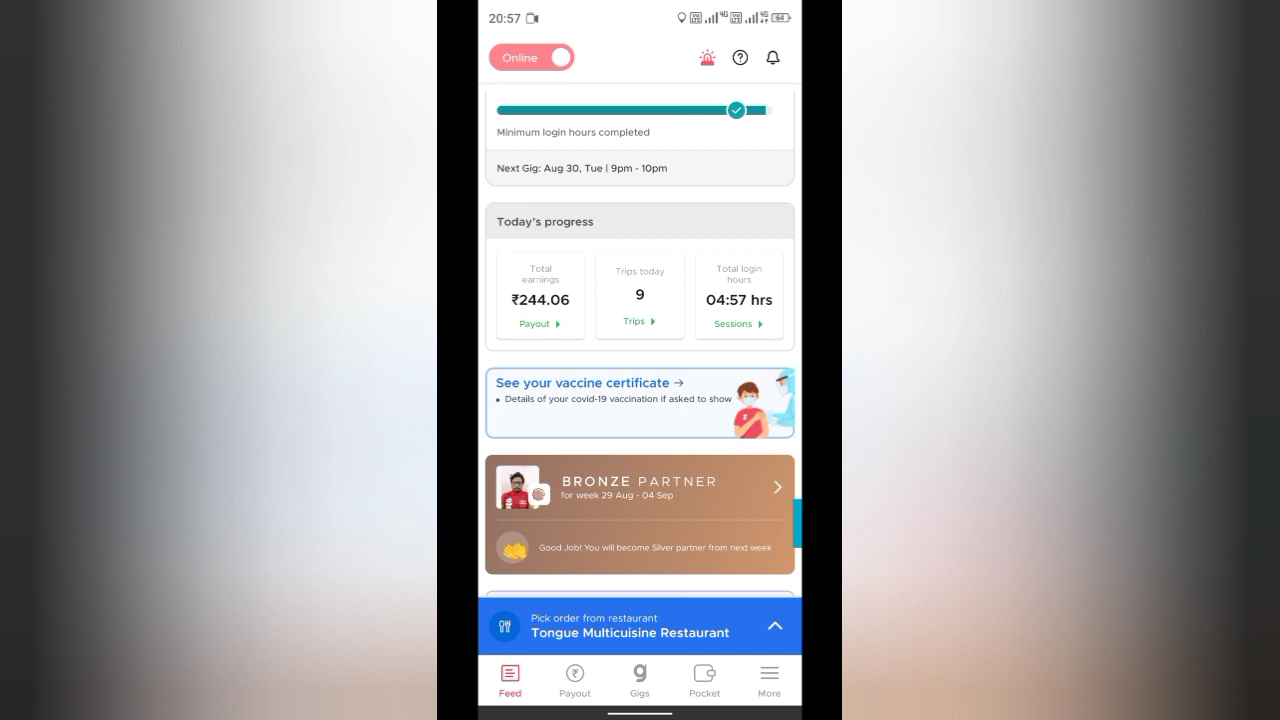 20:57
4G
4G
64
Online
Minimum login hours completed
Next Gig: Aug 30, Tue | 9pm - 10pm
Today's progress
Total
earnings
₹244.06
Payout
Trips today
9
Trips
Total login
hours
04:57 hrs
Sessions
See your vaccine certificate →
• Details of your covid-19 vaccination if asked to show
BRONZE PARTNER
for week 29 Aug - 04 Sep
Good Job! You will become Silver partner from next week
Pick order from restaurant
Tongue Multicuisine Restaurant
Feed
Payout
Gigs
Pocket
More